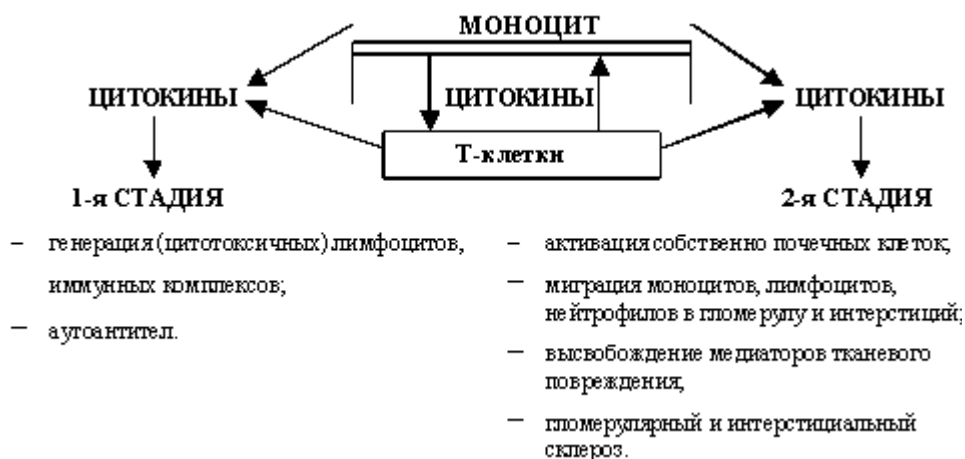 МОНОЦИТ
ЦИТОКИНЫ ЦИТОКИНЫ ЦИТОКИНЫ
Т-клетки
1-я СТАДИЯ 2-я СТАДИЯ
– генерация (цитотоксичных) лимфоцитов,
иммунных комплексов;
– аутоантител.
– активация собственно почечных клеток;
– миграция моноцитов, лимфоцитов,
нейтрофилов в гломерулу и интерстиций;
– высвобождение медиаторов тканевого
повреждения;
– гломерулярный и интерстициальный
склероз.